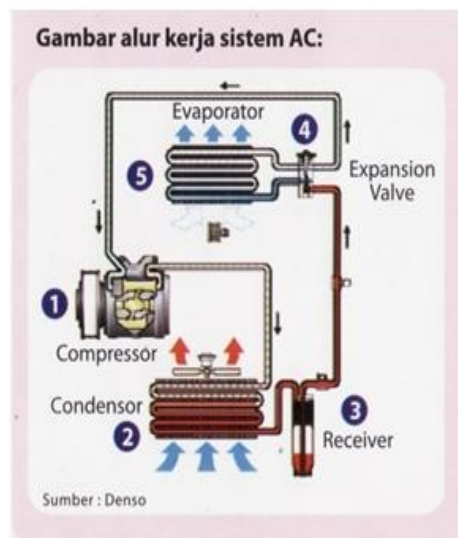 Gambar alur kerja sistem AC:
Evaporator
4
5
Expansion
Valve
1
Compressor
Condensor
2
3
Receiver
Sumber : Denso